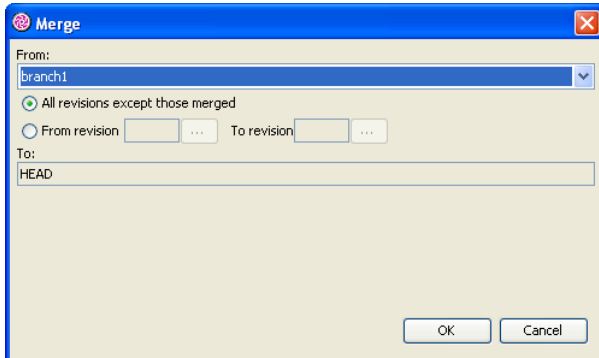 Merge
From:
branch1
All revisions except those merged
From revision ... To revision ...
To:
HEAD
OK Cancel